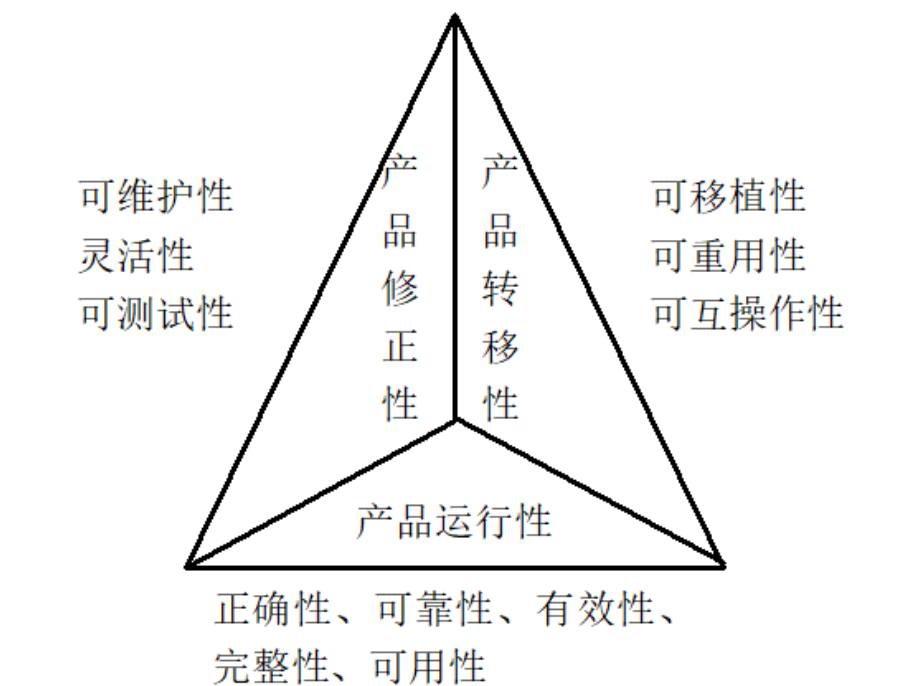 可维护性
灵活性
可测试性
产品修正性
产品转移性
可移植性
可重用性
可互操作性
产品运行性
正确性、可靠性、有效性、
完整性、可用性